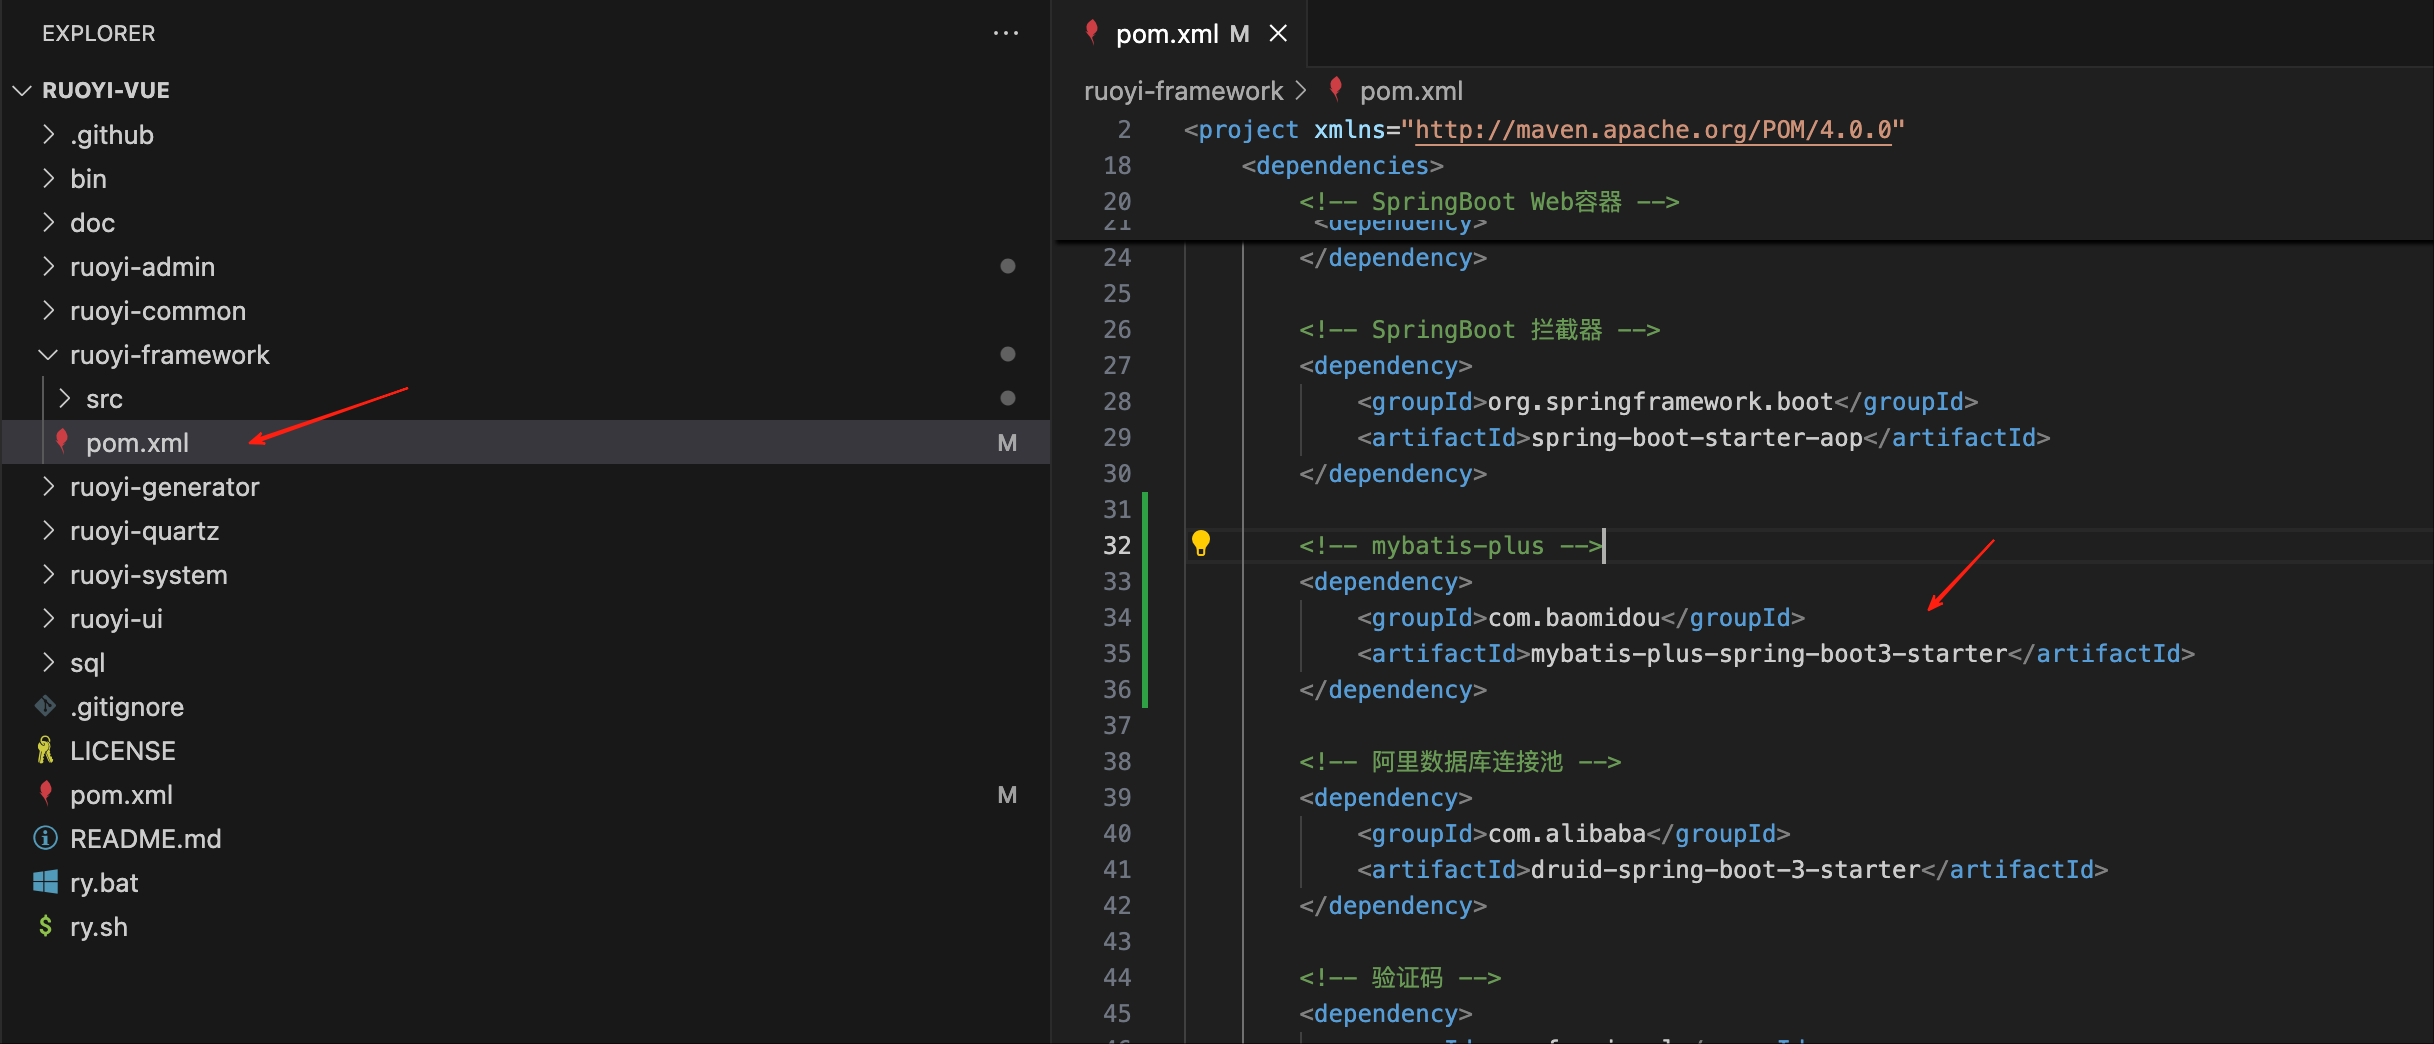 EXPLORER
RUOYI-VUE
.github
bin
doc
ruoyi-admin
ruoyi-common
ruoyi-framework
src
pom.xml M
ruoyi-generator
ruoyi-quartz
ruoyi-system
ruoyi-ui
sql
.gitignore
LICENSE
pom.xml M
README.md
ry.bat
$ ry.sh
pom.xml M
ruoyi-framework > pom.xml
2 <project xmlns="http://maven.apache.org/POM/4.0.0"
18 <dependencies>
20 <!-- SpringBoot Web容器 -->
21 <dependency>
24 </dependency>
25
26 <!-- SpringBoot 拦截器 -->
27 <dependency>
28 <groupId>org.springframework.boot</groupId>
29 <artifactId>spring-boot-starter-aop</artifactId>
30 </dependency>
31
32 <!-- mybatis-plus -->
33 <dependency>
34 <groupId>com.baomidou</groupId>
35 <artifactId>mybatis-plus-spring-boot3-starter</artifactId>
36 </dependency>
37
38 <!-- 阿里数据库连接池 -->
39 <dependency>
40 <groupId>com.alibaba</groupId>
41 <artifactId>druid-spring-boot-3-starter</artifactId>
42 </dependency>
43
44 <!-- 验证码 -->
45 <dependency>